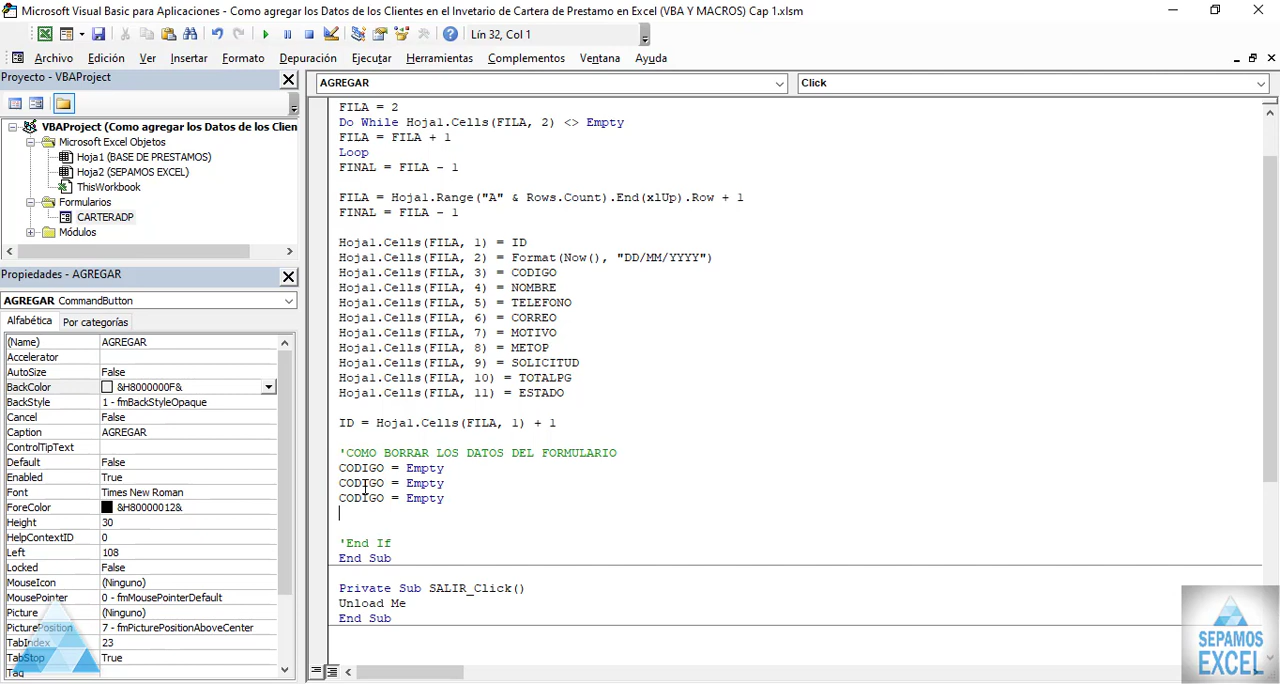 Microsoft Visual Basic para Aplicaciones - Como agregar los Datos de los Clientes en el Invetario de Cartera de Prestamo en Excel (VBA Y MACROS) Cap 1.xlsm
Lín 32, Col 1
Archivo Edición Ver Insertar Formato Depuración Ejecutar Herramientas Complementos Ventana Ayuda
Proyecto - VBAProject
VBAProject (Como agregar los Datos de los Clien
Microsoft Excel Objetos
Hoja1 (BASE DE PRESTAMOS)
Hoja2 (SEPAMOS EXCEL)
ThisWorkbook
Formularios
CARTERADP
Módulos
Propiedades - AGREGAR
AGREGAR CommandButton
Alfabética Por categorías
(Name) AGREGAR
Accelerator
AutoSize False
BackColor &H8000000F&
BackStyle 1 - fmBackStyleOpaque
Cancel False
Caption AGREGAR
ControlTipText
Default False
Enabled True
Font Times New Roman
ForeColor &H80000012&
Height 30
HelpContextID 0
Left 108
Locked False
MouseIcon (Ninguno)
MousePointer 0 - fmMousePointerDefault
Picture (Ninguno)
PicturePosition 7 - fmPicturePositionAboveCenter
TabIndex 23
TabStop True
Tag
AGREGAR Click
FILA = 2
Do While Hoja1.Cells(FILA, 2) <> Empty
FILA = FILA + 1
Loop
FINAL = FILA - 1
FILA = Hoja1.Range("A" & Rows.Count).End(xlUp).Row + 1
FINAL = FILA - 1
Hoja1.Cells(FILA, 1) = ID
Hoja1.Cells(FILA, 2) = Format(Now(), "DD/MM/YYYY")
Hoja1.Cells(FILA, 3) = CODIGO
Hoja1.Cells(FILA, 4) = NOMBRE
Hoja1.Cells(FILA, 5) = TELEFONO
Hoja1.Cells(FILA, 6) = CORREO
Hoja1.Cells(FILA, 7) = MOTIVO
Hoja1.Cells(FILA, 8) = METOP
Hoja1.Cells(FILA, 9) = SOLICITUD
Hoja1.Cells(FILA, 10) = TOTALPG
Hoja1.Cells(FILA, 11) = ESTADO
ID = Hoja1.Cells(FILA, 1) + 1
'COMO BORRAR LOS DATOS DEL FORMULARIO
CODIGO = Empty
CODIGO = Empty
CODIGO = Empty
'End If
End Sub
Private Sub SALIR_Click()
Unload Me
End Sub
SEPAMOS
EXCEL